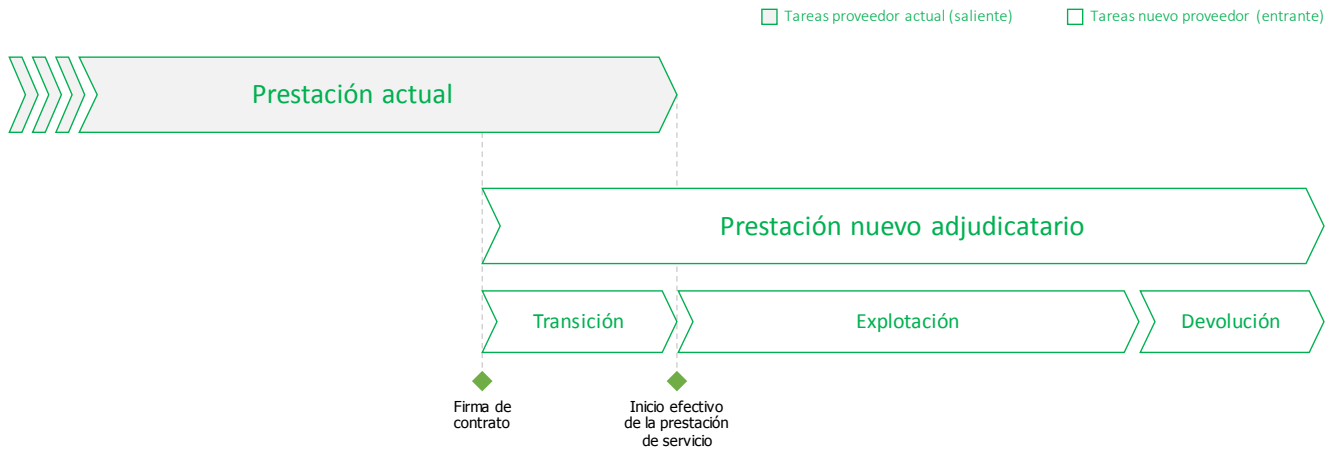 Tareas proveedor actual (saliente)
Tareas nuevo proveedor (entrante)
Prestación actual
Prestación nuevo adjudicatario
Transición
Explotación
Devolución
Firma de
contrato
Inicio efectivo
de la prestación
de servicio